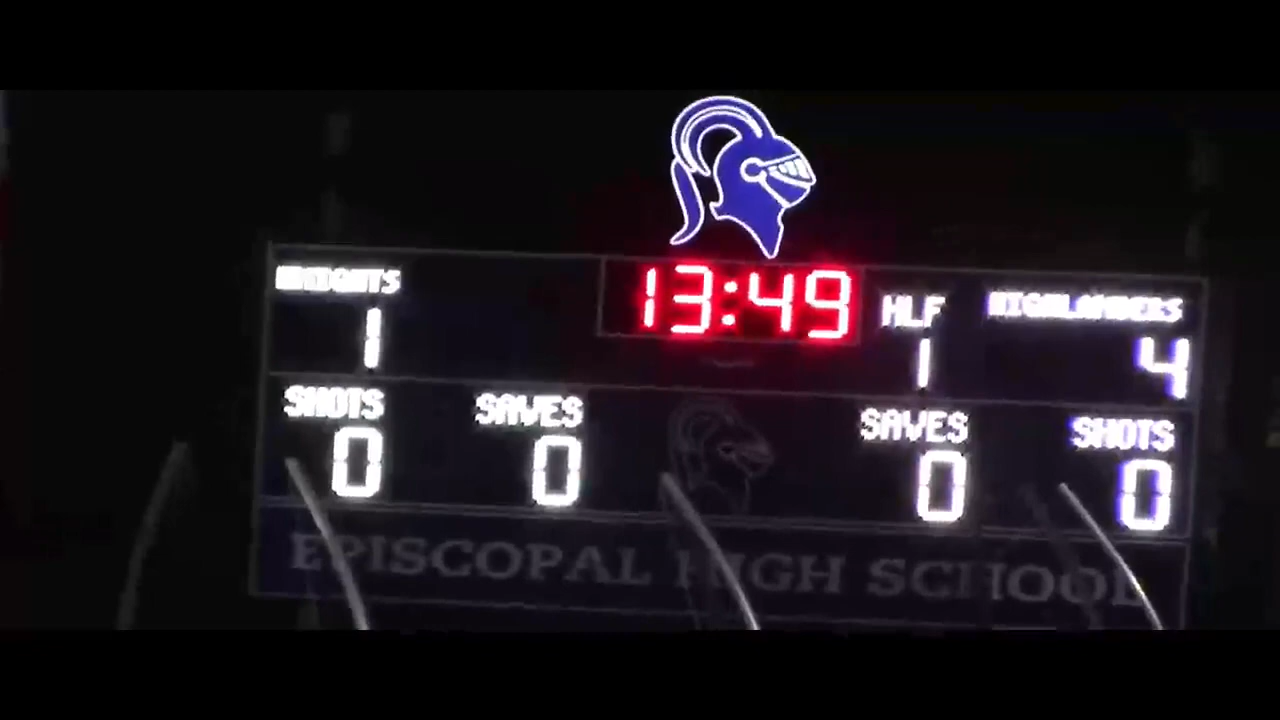 KNIGHTS 13:49 HLF HIGHLANDERS
1 1 4
SHOTS SAVES SAVES SHOTS
0 0 0 0
EPISCOPAL HIGH SCHOOL